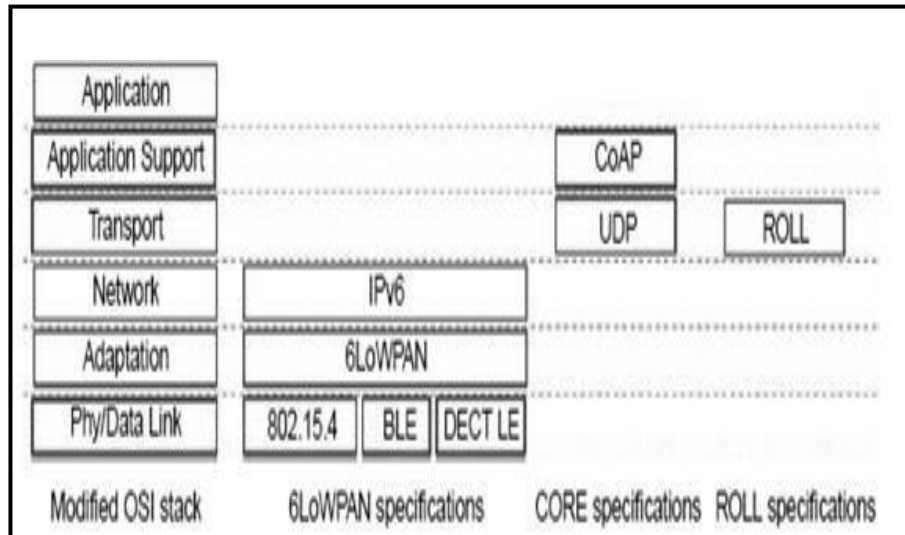 Application
Application Support CoAP
Transport UDP ROLL
Network IPv6
Adaptation 6LoWPAN
Phy/Data Link 802.15.4 BLE DECT LE
Modified OSI stack 6LoWPAN specifications CORE specifications ROLL specifications